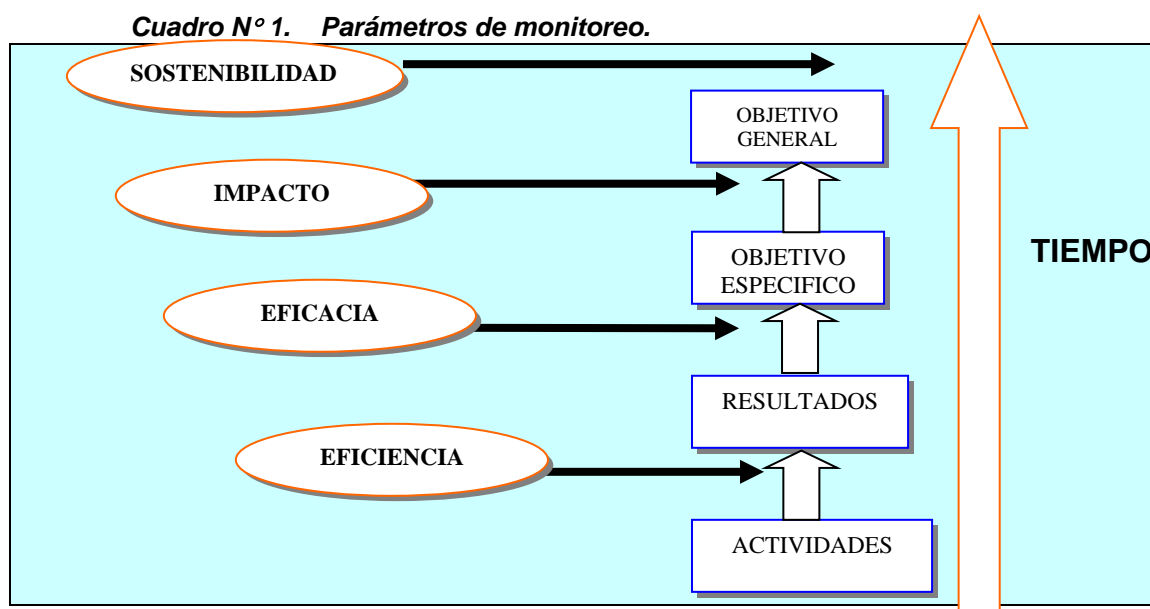 Cuadro N° 1. Parámetros de monitoreo.
SOSTENIBILIDAD
OBJETIVO
GENERAL
IMPACTO
OBJETIVO
ESPECIFICO
TIEMPO
EFICACIA
RESULTADOS
EFICIENCIA
ACTIVIDADES